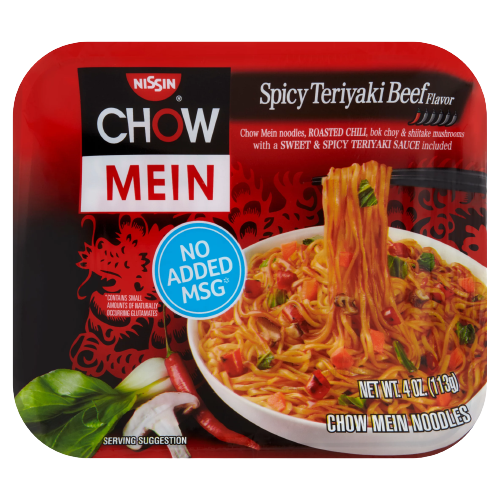 NISSIN
®
CHOW
MEIN
Spicy Teriyaki Beef Flavor
Chow Mein noodles, ROASTED CHILI, bok choy & shiitake mushrooms
with a SWEET & SPICY TERIYAKI SAUCE included
NO
ADDED
MSG*
*CONTAINS SMALL
AMOUNTS OF NATURALLY
OCCURRING GLUTAMATES
NET WT. 4 OZ. (113g)
CHOW MEIN NOODLES
SERVING SUGGESTION